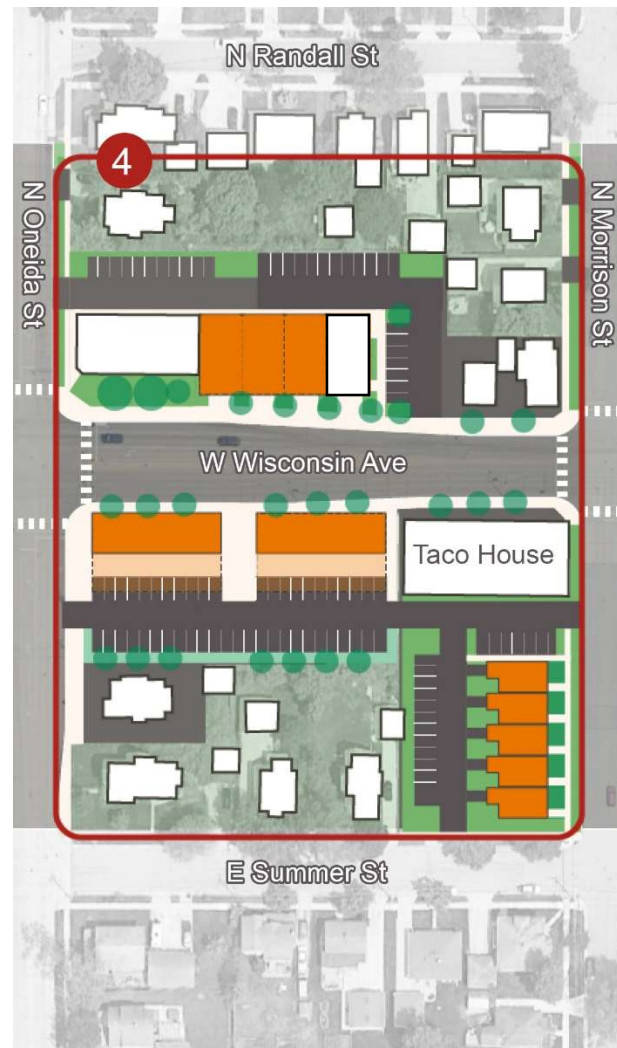 N Randall St
4
N Oneida St
N Morrison St
W Wisconsin Ave
Taco House
E Summer St